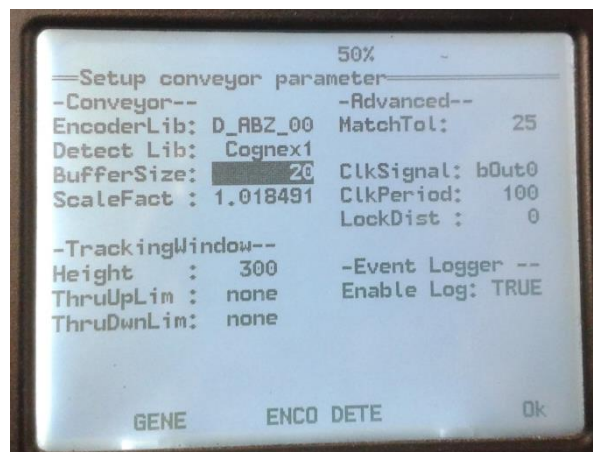 50%
Setup conveyor parameter
-Conveyor-- -Advanced--
EncoderLib: D_ABZ_00 MatchTol: 25
Detect Lib: Cognex1
BufferSize: 20 ClkSignal: bOut0
ScaleFact : 1.018491 ClkPeriod: 100
LockDist : 0
-TrackingWindow--
Height : 300 -Event Logger --
ThruUpLim : none Enable Log: TRUE
ThruDwnLim: none
GENE ENCO DETE Ok